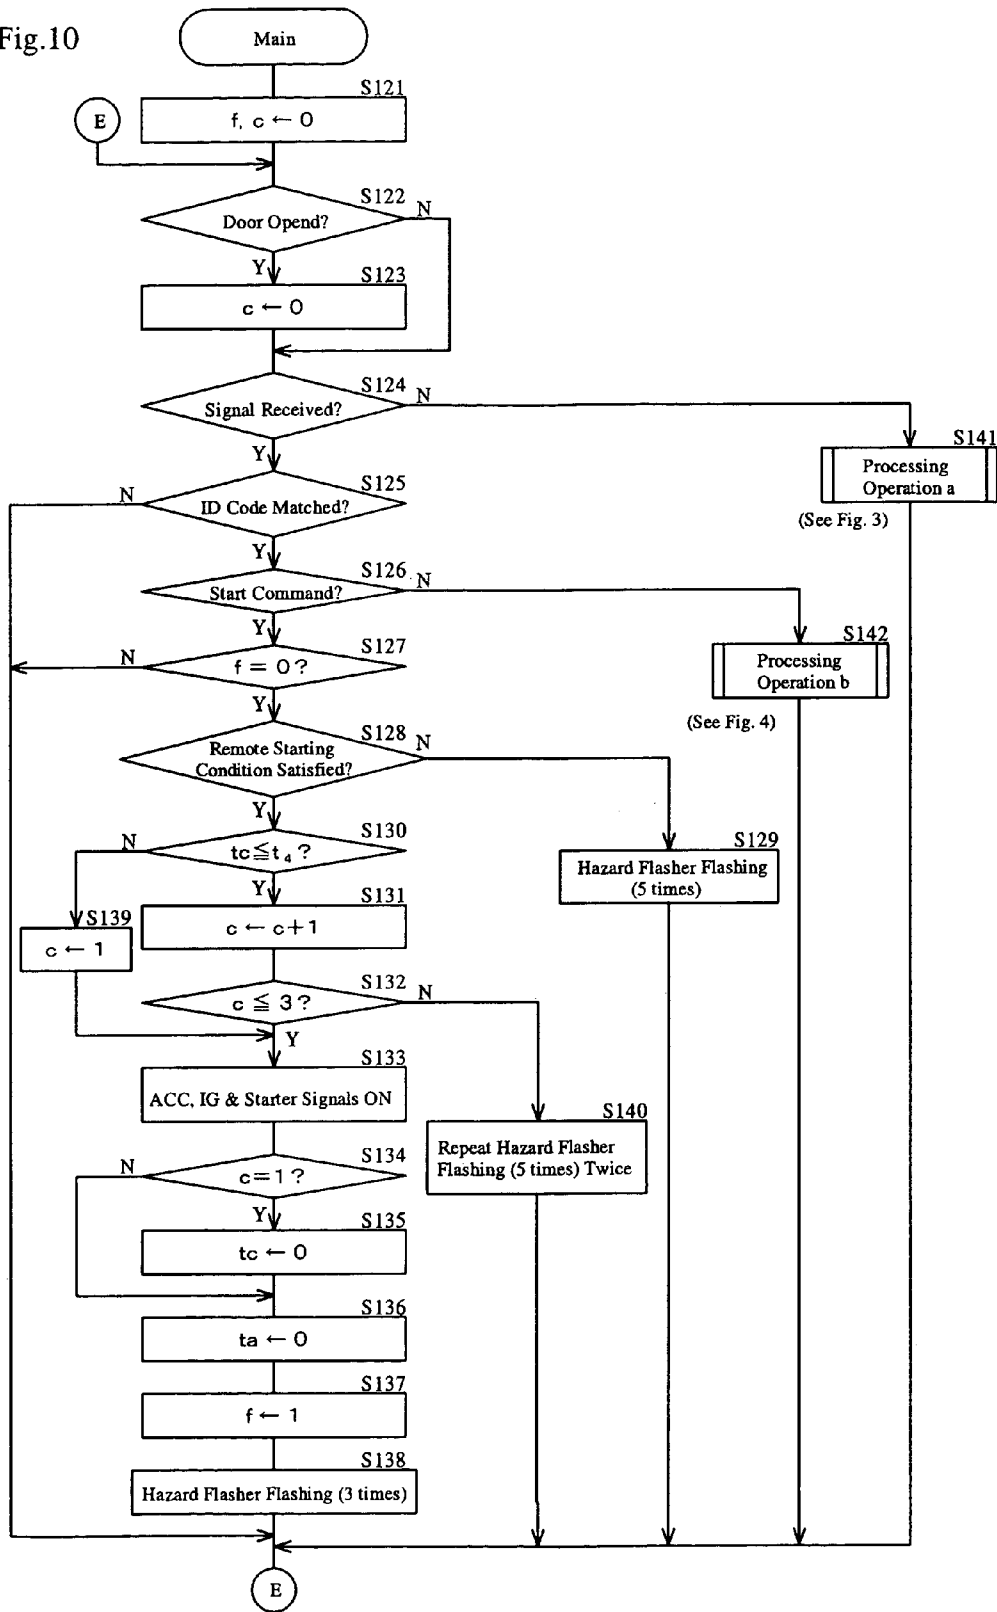 Fig.10
Main
S121
E
f, c ← 0
S122
N
Door Opend?
Y
S123
c ← 0
S124
N
Signal Received?
Y
S141
Processing
Operation a
(See Fig. 3)
S125
N
ID Code Matched?
Y
S126
N
Start Command?
Y
S142
Processing
Operation b
(See Fig. 4)
S127
N
f = 0?
Y
S128
N
Remote Starting
Condition Satisfied?
Y
S129
Hazard Flasher Flashing
(5 times)
S130
N
tc≦t₄?
Y
S131
c ← c+1
S139
c ← 1
S132
N
c ≦ 3?
Y
S133
ACC, IG & Starter Signals ON
S140
Repeat Hazard Flasher
Flashing (5 times) Twice
S134
N
c=1?
Y
S135
tc ← 0
S136
ta ← 0
S137
f ← 1
S138
Hazard Flasher Flashing (3 times)
E